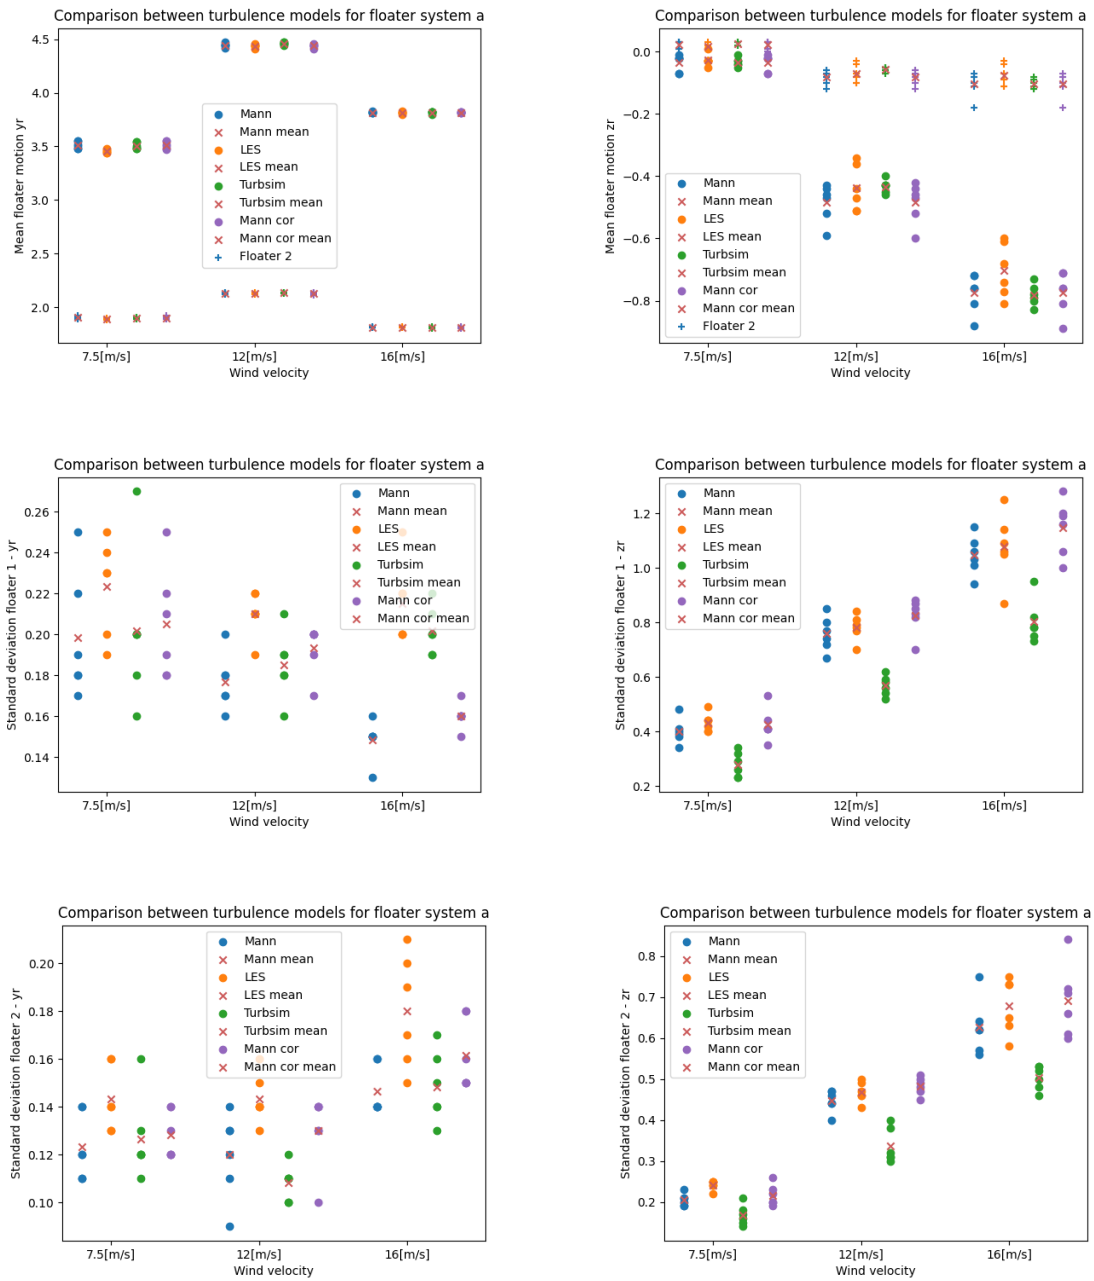 Comparison between turbulence models for floater system a
Mean floater motion yr
4.5
4.0
3.5
3.0
2.5
2.0
Mann
Mann mean
LES
LES mean
Turbsim
Turbsim mean
Mann cor
Mann cor mean
Floater 2
7.5[m/s]
12[m/s]
16[m/s]
Wind velocity
Comparison between turbulence models for floater system a
Mean floater motion zr
0.0
−0.2
−0.4
−0.6
−0.8
Mann
Mann mean
LES
LES mean
Turbsim
Turbsim mean
Mann cor
Mann cor mean
Floater 2
7.5[m/s]
12[m/s]
16[m/s]
Wind velocity
Comparison between turbulence models for floater system a
Standard deviation floater 1 - yr
0.26
0.24
0.22
0.20
0.18
0.16
0.14
Mann
Mann mean
LES
LES mean
Turbsim
Turbsim mean
Mann cor
Mann cor mean
7.5[m/s]
12[m/s]
16[m/s]
Wind velocity
Comparison between turbulence models for floater system a
Standard deviation floater 1 - zr
1.2
1.0
0.8
0.6
0.4
0.2
Mann
Mann mean
LES
LES mean
Turbsim
Turbsim mean
Mann cor
Mann cor mean
7.5[m/s]
12[m/s]
16[m/s]
Wind velocity
Comparison between turbulence models for floater system a
Standard deviation floater 2 - yr
0.20
0.18
0.16
0.14
0.12
0.10
Mann
Mann mean
LES
LES mean
Turbsim
Turbsim mean
Mann cor
Mann cor mean
7.5[m/s]
12[m/s]
16[m/s]
Wind velocity
Comparison between turbulence models for floater system a
Standard deviation floater 2 - zr
0.8
0.7
0.6
0.5
0.4
0.3
0.2
Mann
Mann mean
LES
LES mean
Turbsim
Turbsim mean
Mann cor
Mann cor mean
7.5[m/s]
12[m/s]
16[m/s]
Wind velocity